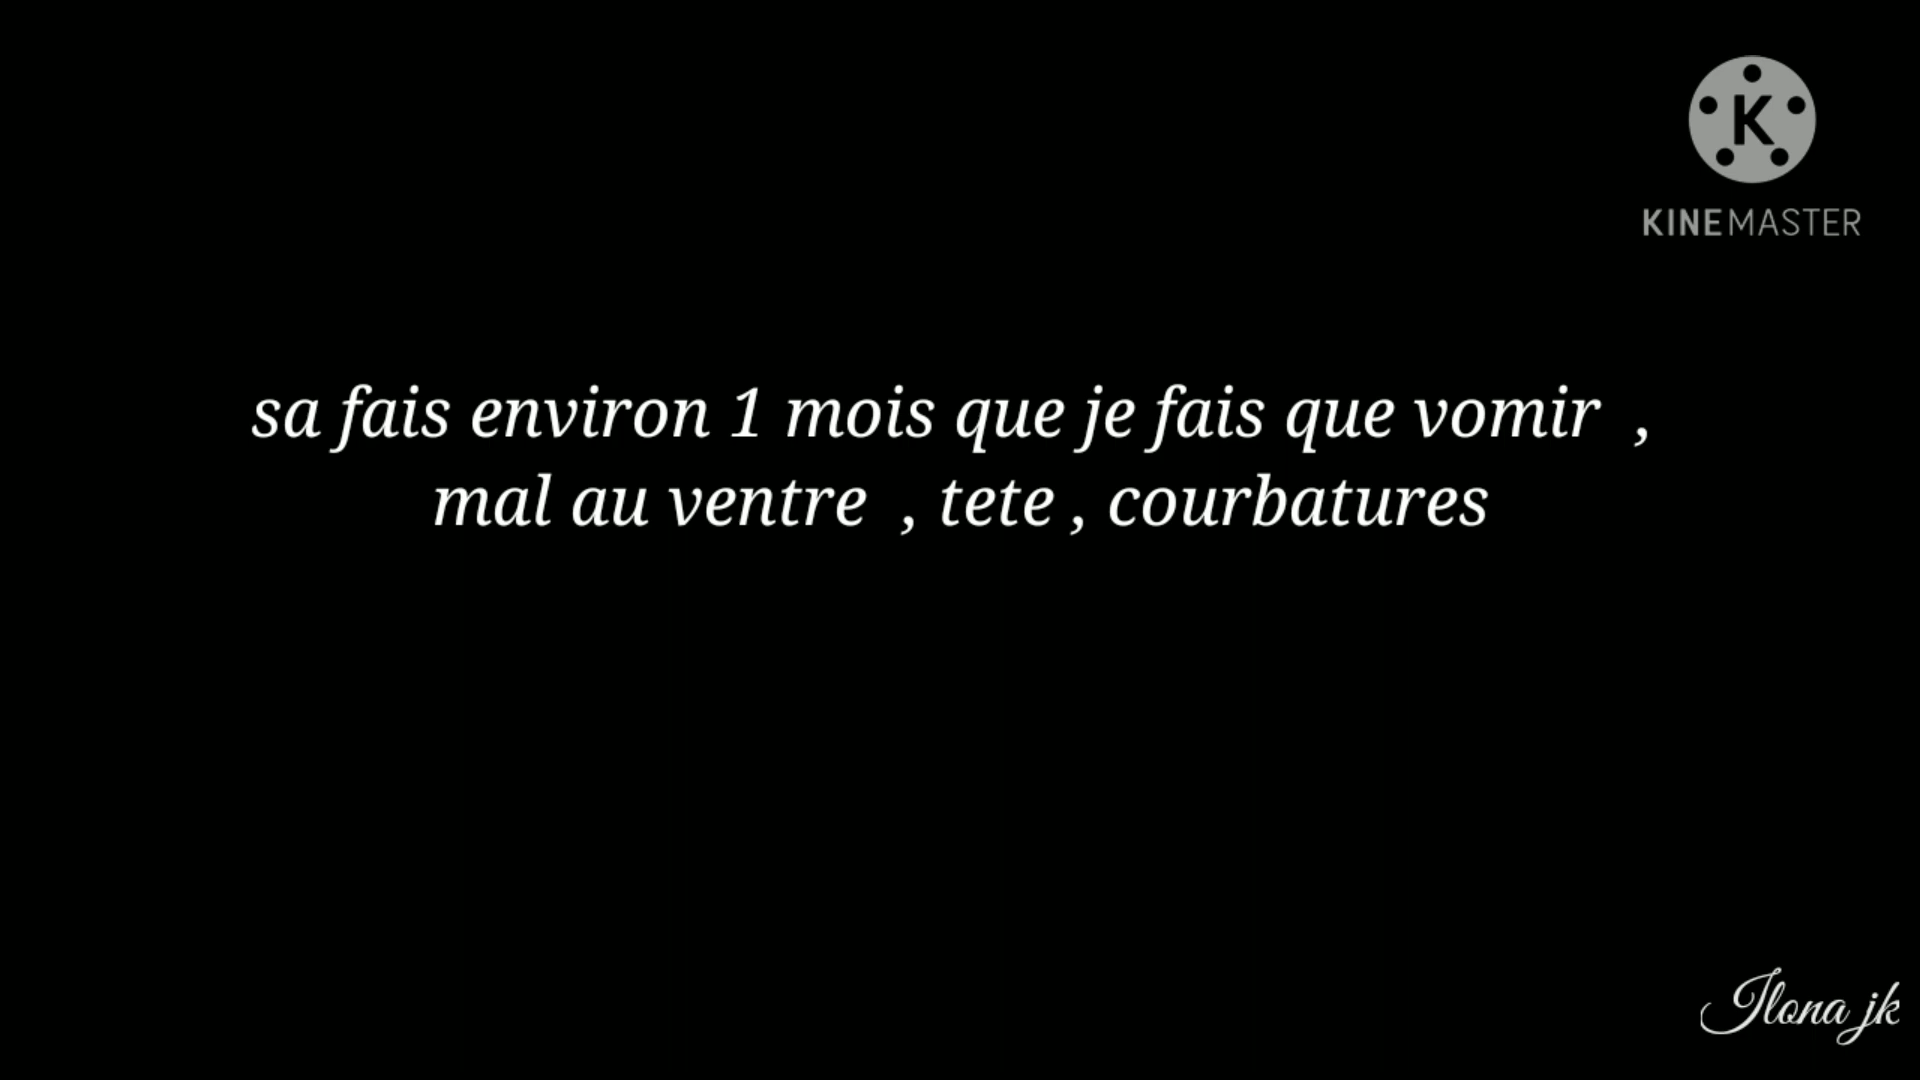 K
KINEMASTER
sa fais environ 1 mois que je fais que vomir  ,
mal au ventre  , tete , courbatures
Ilona jk